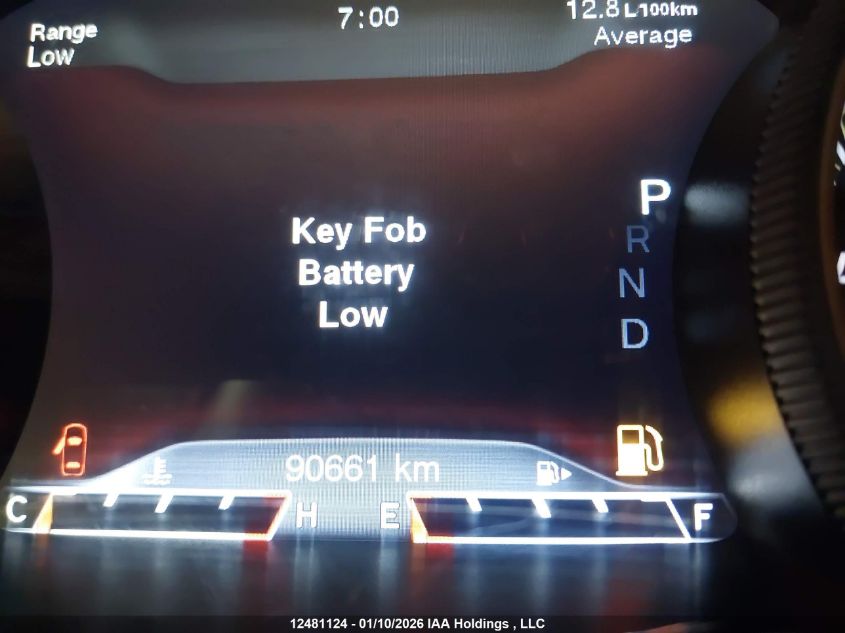 Range
Low
7:00
12.8 L/100km
Average
Key Fob
Battery
Low
P
R
N
D
90661 km
C
H
E
F
12481124 - 01/10/2026 IAA Holdings , LLC